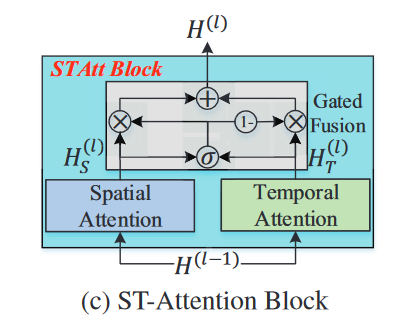 H^(l)
STAtt Block
+
Gated
× 1- × Fusion
H_S^(l) σ H_T^(l)
Spatial Attention
Temporal Attention
H^(l−1)
(c) ST-Attention Block